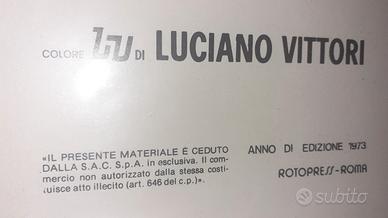 COLORE LV DI LUCIANO VITTORI
«IL PRESENTE MATERIALE È CEDUTO
DALLA S.A.C. S.p.A. in esclusiva. Il com-
mercio non autorizzato dalla stessa costi-
tuisce atto illecito (art. 646 del c.p.)».
ANNO DI EDIZIONE 1973
ROTOPRESS-ROMA
subito